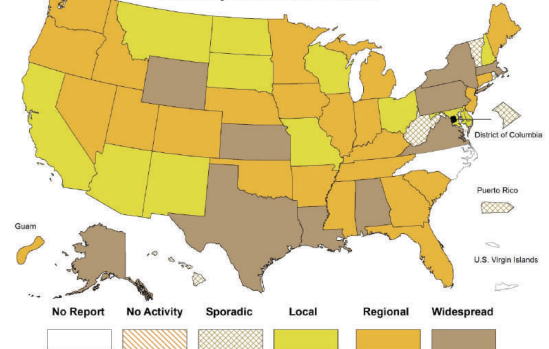 District of Columbia
Puerto Rico
Guam
U.S. Virgin Islands
No Report No Activity Sporadic Local Regional Widespread